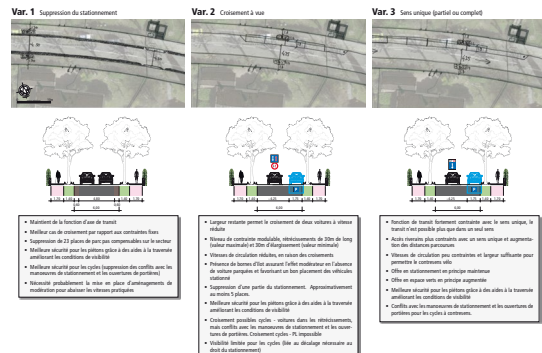 Var. 1 Suppression du stationnement
Var. 2 Croisement à vue
Var. 3 Sens unique (partiel ou complet)
• Maintien de la fonction d'axe de transit
• Meilleur cas de croisement par rapport aux contraintes fixes
• Suppression de 23 places de parc pas compensables sur le secteur
• Meilleure sécurité pour les piétons grâce à des aides à la traversée
améliorant les conditions de visibilité
• Meilleure sécurité pour les cycles (suppression des conflits avec les
manoeuvres de stationnement et les ouvertures de portières)
• Nécessité probablement la mise en place d'aménagements de
modération pour abaisser les vitesses pratiquées
• Largeur restante permet le croisement de deux voitures à vitesse
réduite
• Niveau de contrainte modulable, rétrécissements de 30m de long
(valeur maximale) et 30m d'élargissement (valeur minimale)
• Vitesses de circulation réduites, en raison des croisements
• Présence de bornes d'ilot assurant l'effet modérateur en l'absence
de voiture parquées et favorisant un bon placement des véhicules
stationné
• Suppression d'une partie du stationnement. Approximativement
au moins 5 places.
• Meilleure sécurité pour les piétons grâce à des aides à la traversée
améliorant les conditions de visibilité
• Croisement possibles cycles - voitures dans les rétrécissements,
mais conflits avec les manoeuvres de stationnement et les ouver-
tures de portières. Croisement cycles - PL impossible
• Visibilité limitée pour les cycles (liée au décalage nécessaire au
droit du stationnement)
• Fonction de transit fortement contrainte avec le sens unique, le
transit n'est possible plus que dans un seul sens
• Accès riverains plus contraints avec un sens unique et augmenta-
tion des distances parcourues
• Vitesses de circulation peu contraintes et largeur suffisante pour
permettre le contresens vélo
• Offre en stationnement en principe maintenue
• Offre en espace verts en principe augmentée
• Meilleure sécurité pour les piétons grâce à des aides à la traversée
améliorant les conditions de visibilité
• Conflits avec les manoeuvres de stationnement et les ouvertures de
portières pour les cycles à contresens.